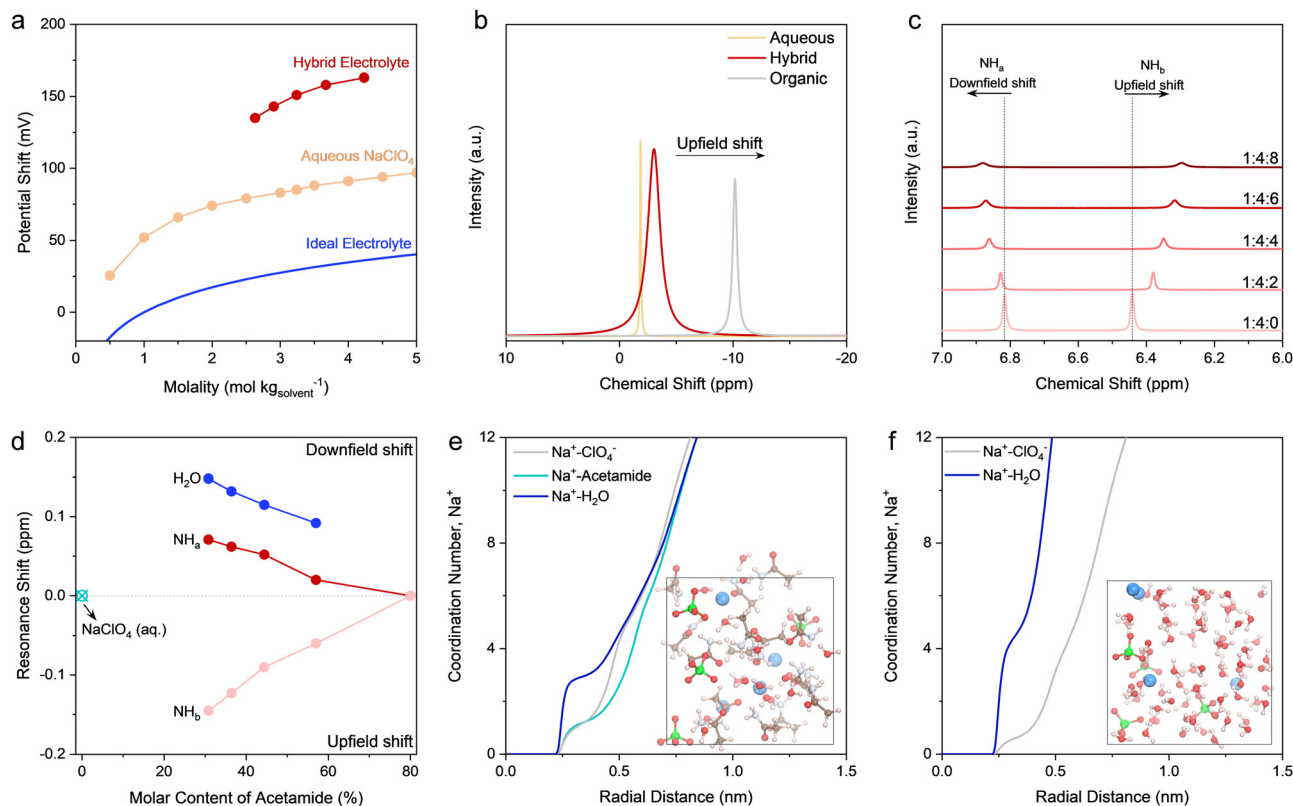 a
Hybrid Electrolyte
Aqueous NaClO₄
Ideal Electrolyte
Potential Shift (mV)
200
150
100
50
0
0
1
2
3
4
5
Molality (mol kgsolvent⁻¹)
b
Aqueous
Hybrid
Organic
Upfield shift
Intensity (a.u.)
10
0
-10
-20
Chemical Shift (ppm)
c
NHa
Downfield shift
NHb
Upfield shift
1:4:8
1:4:6
1:4:4
1:4:2
1:4:0
Intensity (a.u.)
7.0
6.8
6.6
6.4
6.2
6.0
Chemical Shift (ppm)
d
Downfield shift
H₂O
NHa
NaClO₄ (aq.)
NHb
Upfield shift
Resonance Shift (ppm)
0.2
0.1
0.0
-0.1
-0.2
0
20
40
60
80
Molar Content of Acetamide (%)
e
Na⁺-ClO₄⁻
Na⁺-Acetamide
Na⁺-H₂O
Coordination Number, Na⁺
12
8
4
0
0.0
0.5
1.0
1.5
Radial Distance (nm)
f
Na⁺-ClO₄⁻
Na⁺-H₂O
Coordination Number, Na⁺
12
8
4
0
0.0
0.5
1.0
1.5
Radial Distance (nm)